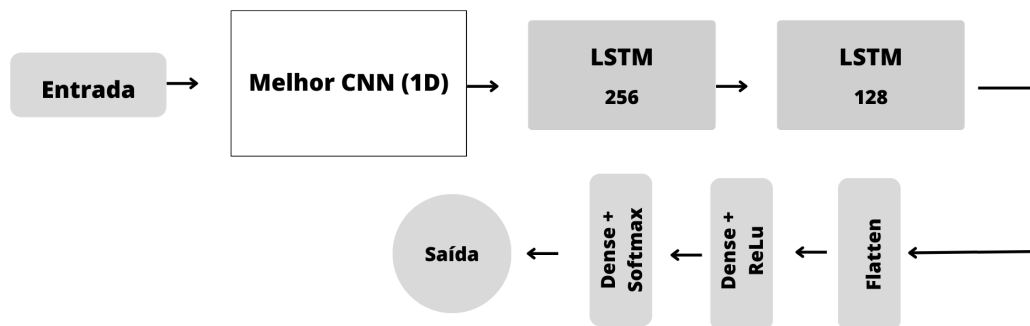 Entrada
Melhor CNN (1D)
LSTM
256
LSTM
128
Flatten
Dense +
ReLu
Dense +
Softmax
Saída